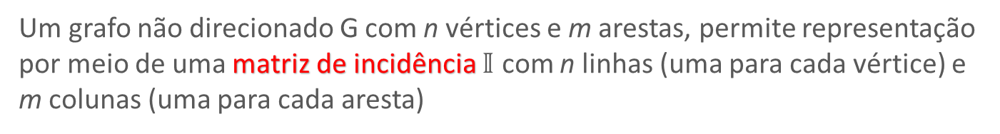 Um grafo não direcionado G com n vértices e m arestas, permite representação
por meio de uma matriz de incidência 𝕀 com n linhas (uma para cada vértice) e
m colunas (uma para cada aresta)